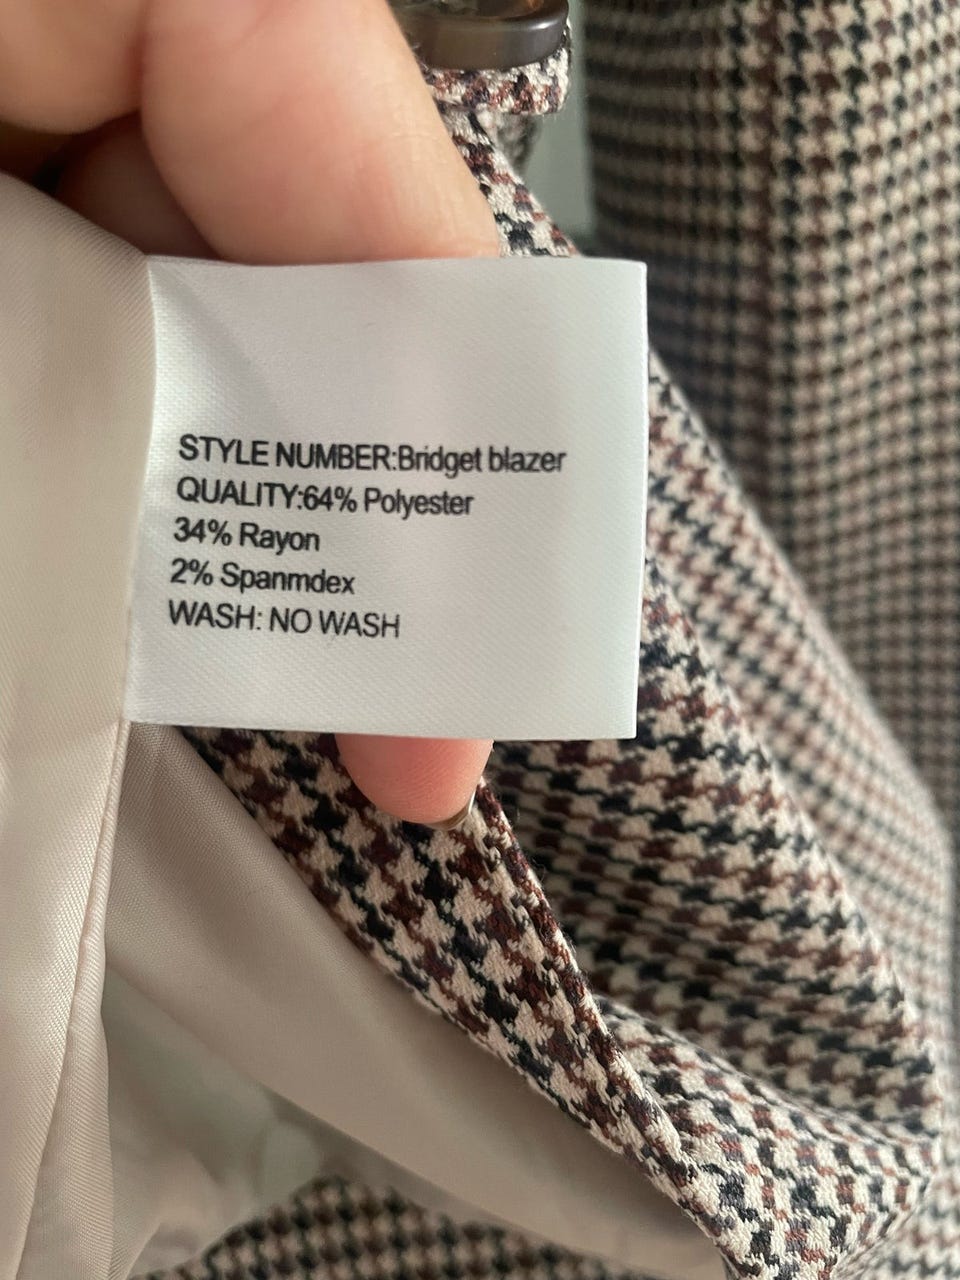 STYLE NUMBER:Bridget blazer
QUALITY:64% Polyester
34% Rayon
2% Spanmdex
WASH: NO WASH